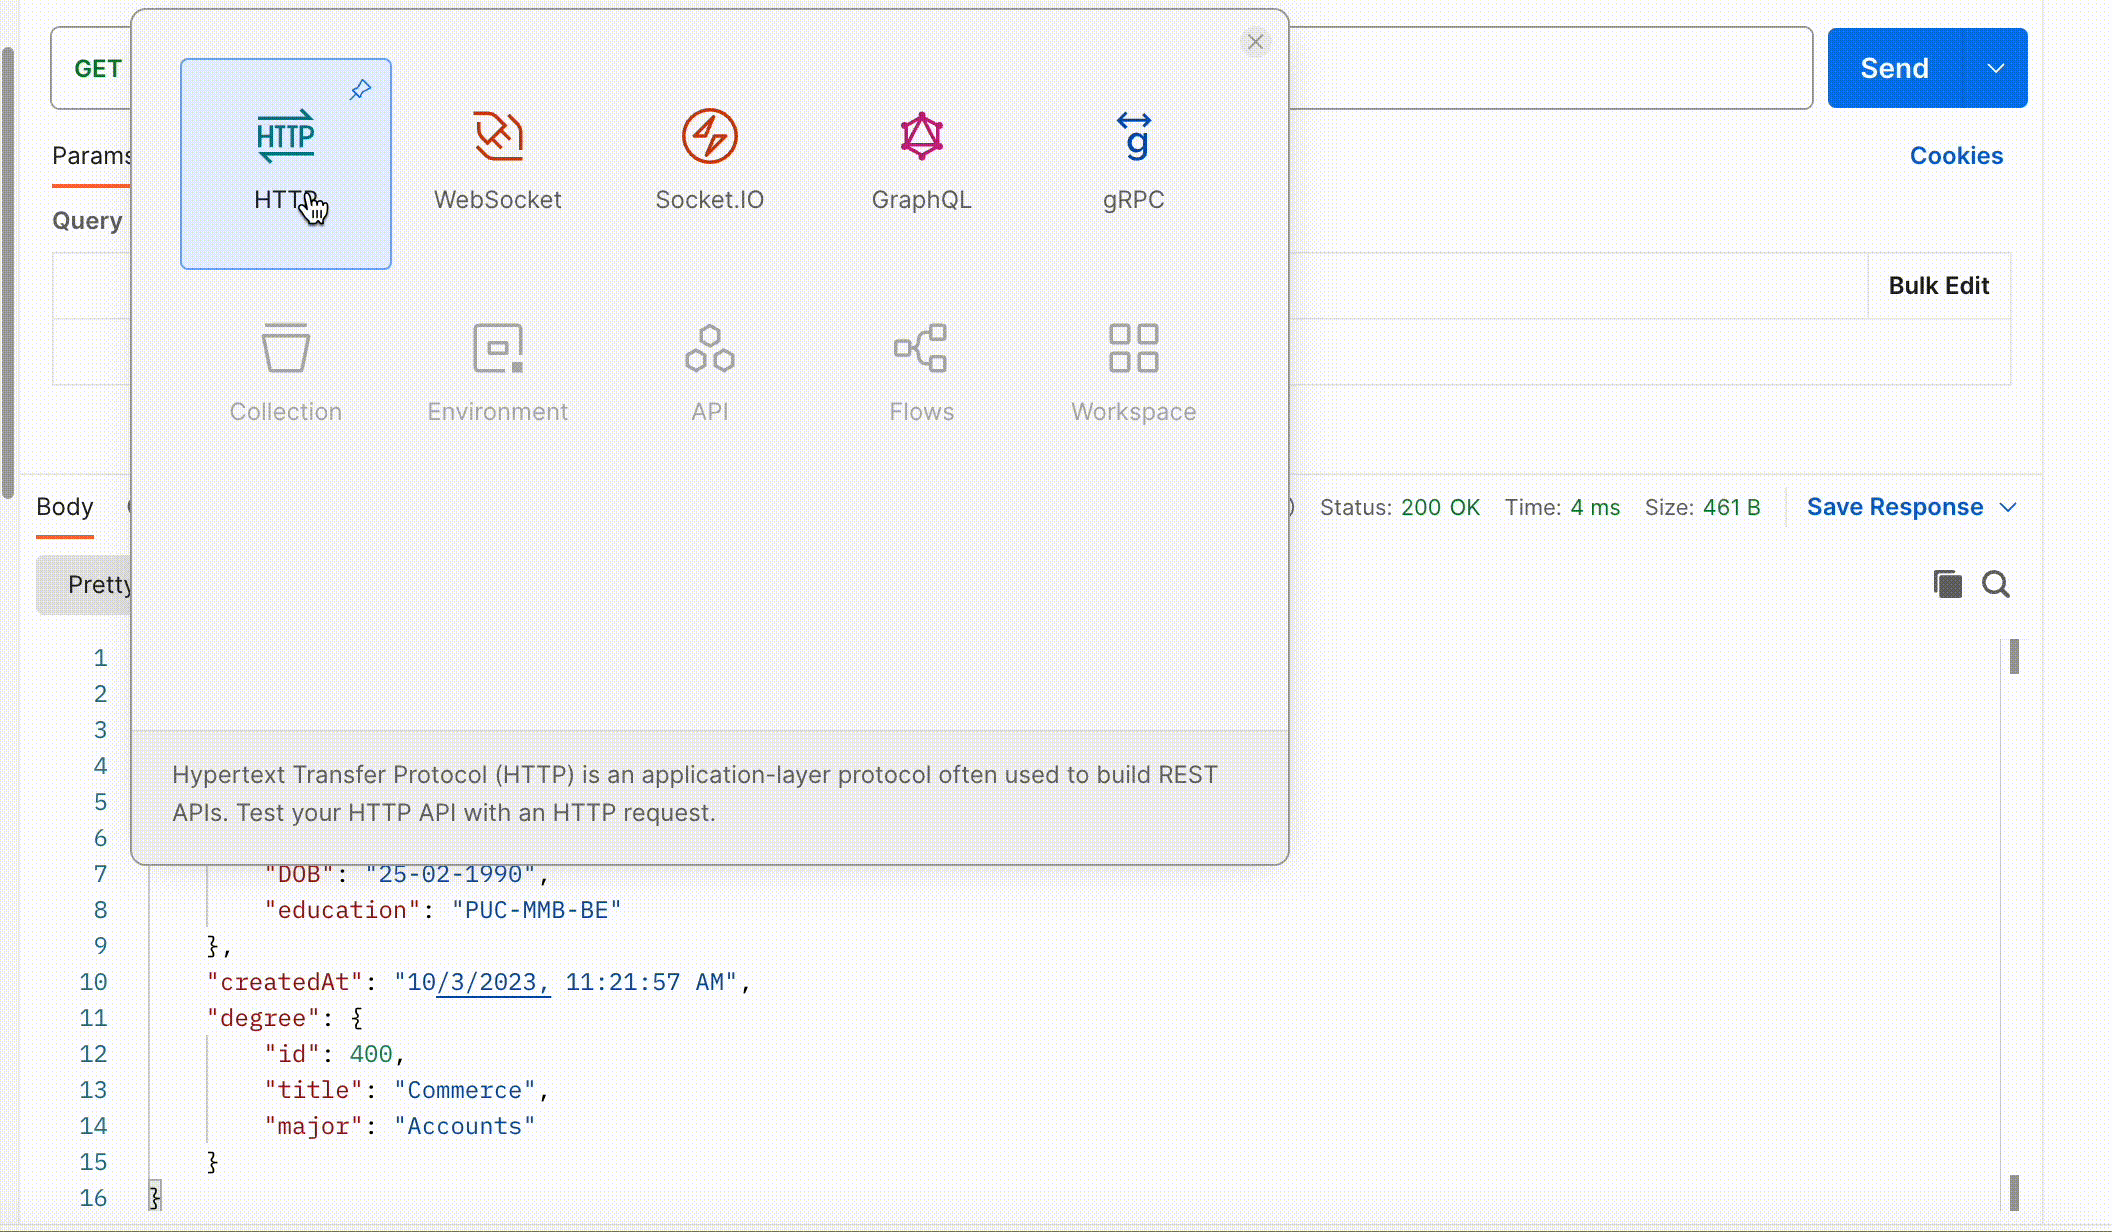 GET
Send
HTTP
HTTP
WebSocket
Socket.IO
GraphQL
gRPC
Params
Cookies
Query
Bulk Edit
Collection
Environment
API
Flows
Workspace
Body
Status: 200 OK
Time: 4 ms
Size: 461 B
Save Response
Pretty
1
2
3
4
5
6
Hypertext Transfer Protocol (HTTP) is an application-layer protocol often used to build REST
APIs. Test your HTTP API with an HTTP request.
7 "DOB": "25-02-1990",
8 "education": "PUC-MMB-BE"
9 },
10 "createdAt": "10/3/2023, 11:21:57 AM",
11 "degree": {
12 "id": 400,
13 "title": "Commerce",
14 "major": "Accounts"
15 }
16 }